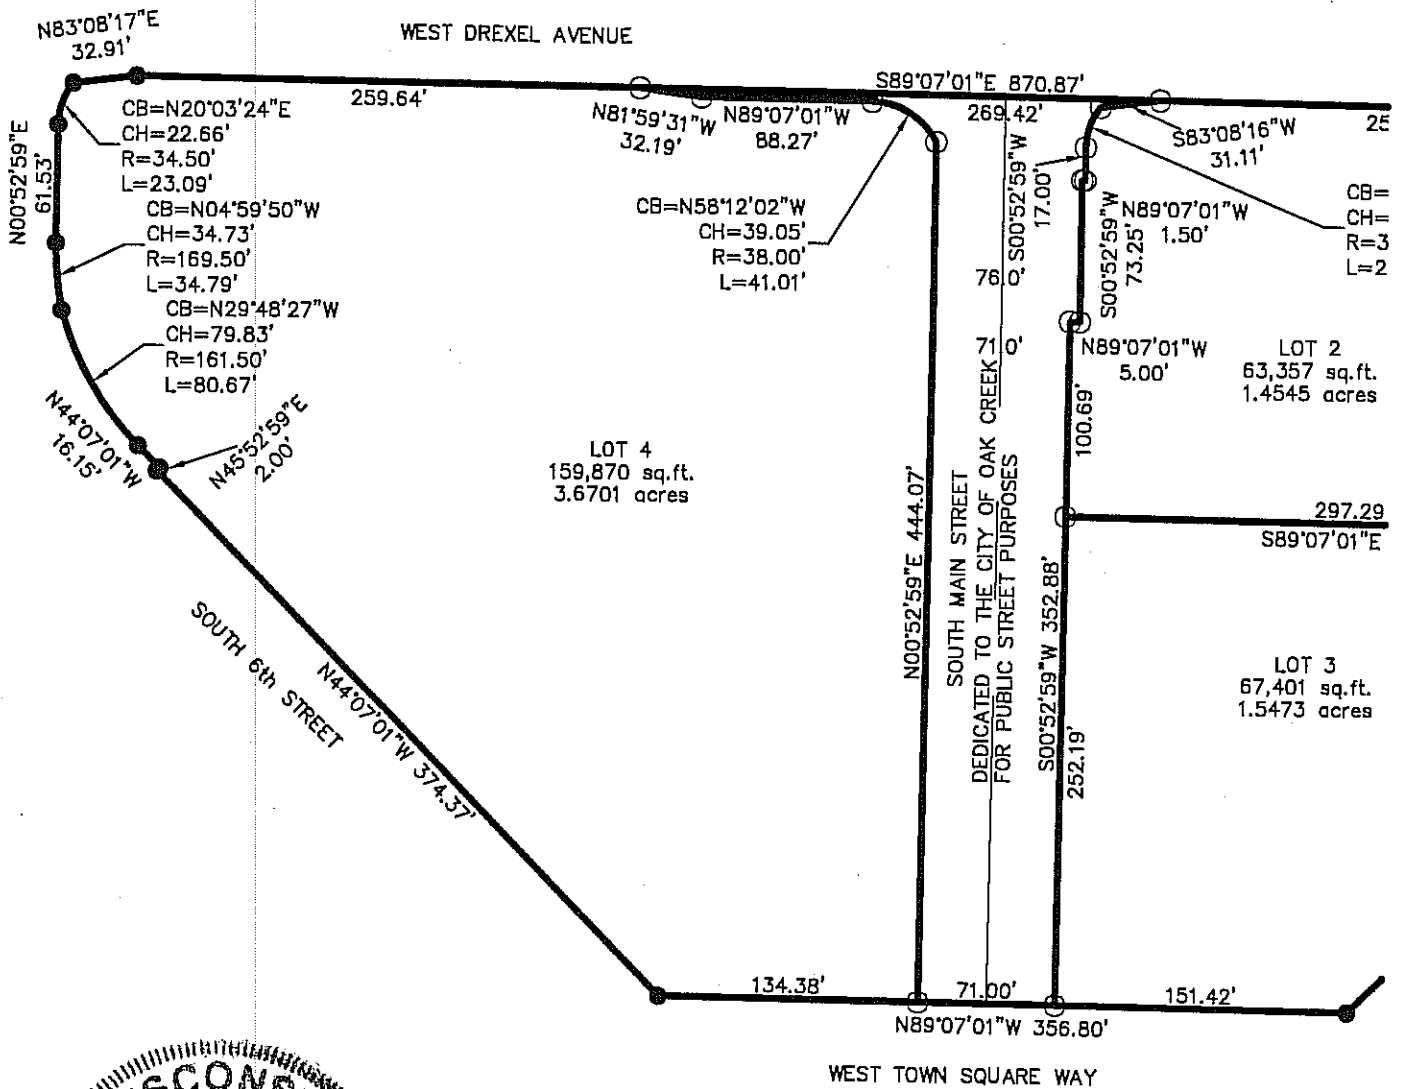 N83°08'17"E
32.91'
WEST DREXEL AVENUE
S89°07'01"E 870.87'
259.64'
N81°59'31"W
32.19'
N89°07'01"W
88.27'
269.42'
S83°08'16"W
31.11'
25
N00°52'59"E
61.53'
CB=N20°03'24"E
CH=22.66'
R=34.50'
L=23.09'
CB=N04°59'50"W
CH=34.73'
R=169.50'
L=34.79'
CB=N29°48'27"W
CH=79.83'
R=161.50'
L=80.67'
N44°07'01"W
16.15'
N45°52'59"E
2.00'
CB=N58°12'02"W
CH=39.05'
R=38.00'
L=41.01'
S00°52'59"W
17.00'
N89°07'01"W
1.50'
S00°52'59"W
73.25'
CB=
CH=
R=3
L=2
76.0'
71.0'
N89°07'01"W
5.00'
LOT 2
63,357 sq.ft.
1.4545 acres
100.69'
LOT 4
159,870 sq.ft.
3.6701 acres
297.29
S89°07'01"E
N00°52'59"E 444.07'
SOUTH MAIN STREET
DEDICATED TO THE CITY OF OAK CREEK
FOR PUBLIC STREET PURPOSES
S00°52'59"W 352.88'
252.19'
LOT 3
67,401 sq.ft.
1.5473 acres
SOUTH 6th STREET
N44°07'01"W 374.37'
134.38'
71.00'
151.42'
N89°07'01"W 356.80'
WEST TOWN SQUARE WAY
SCONS